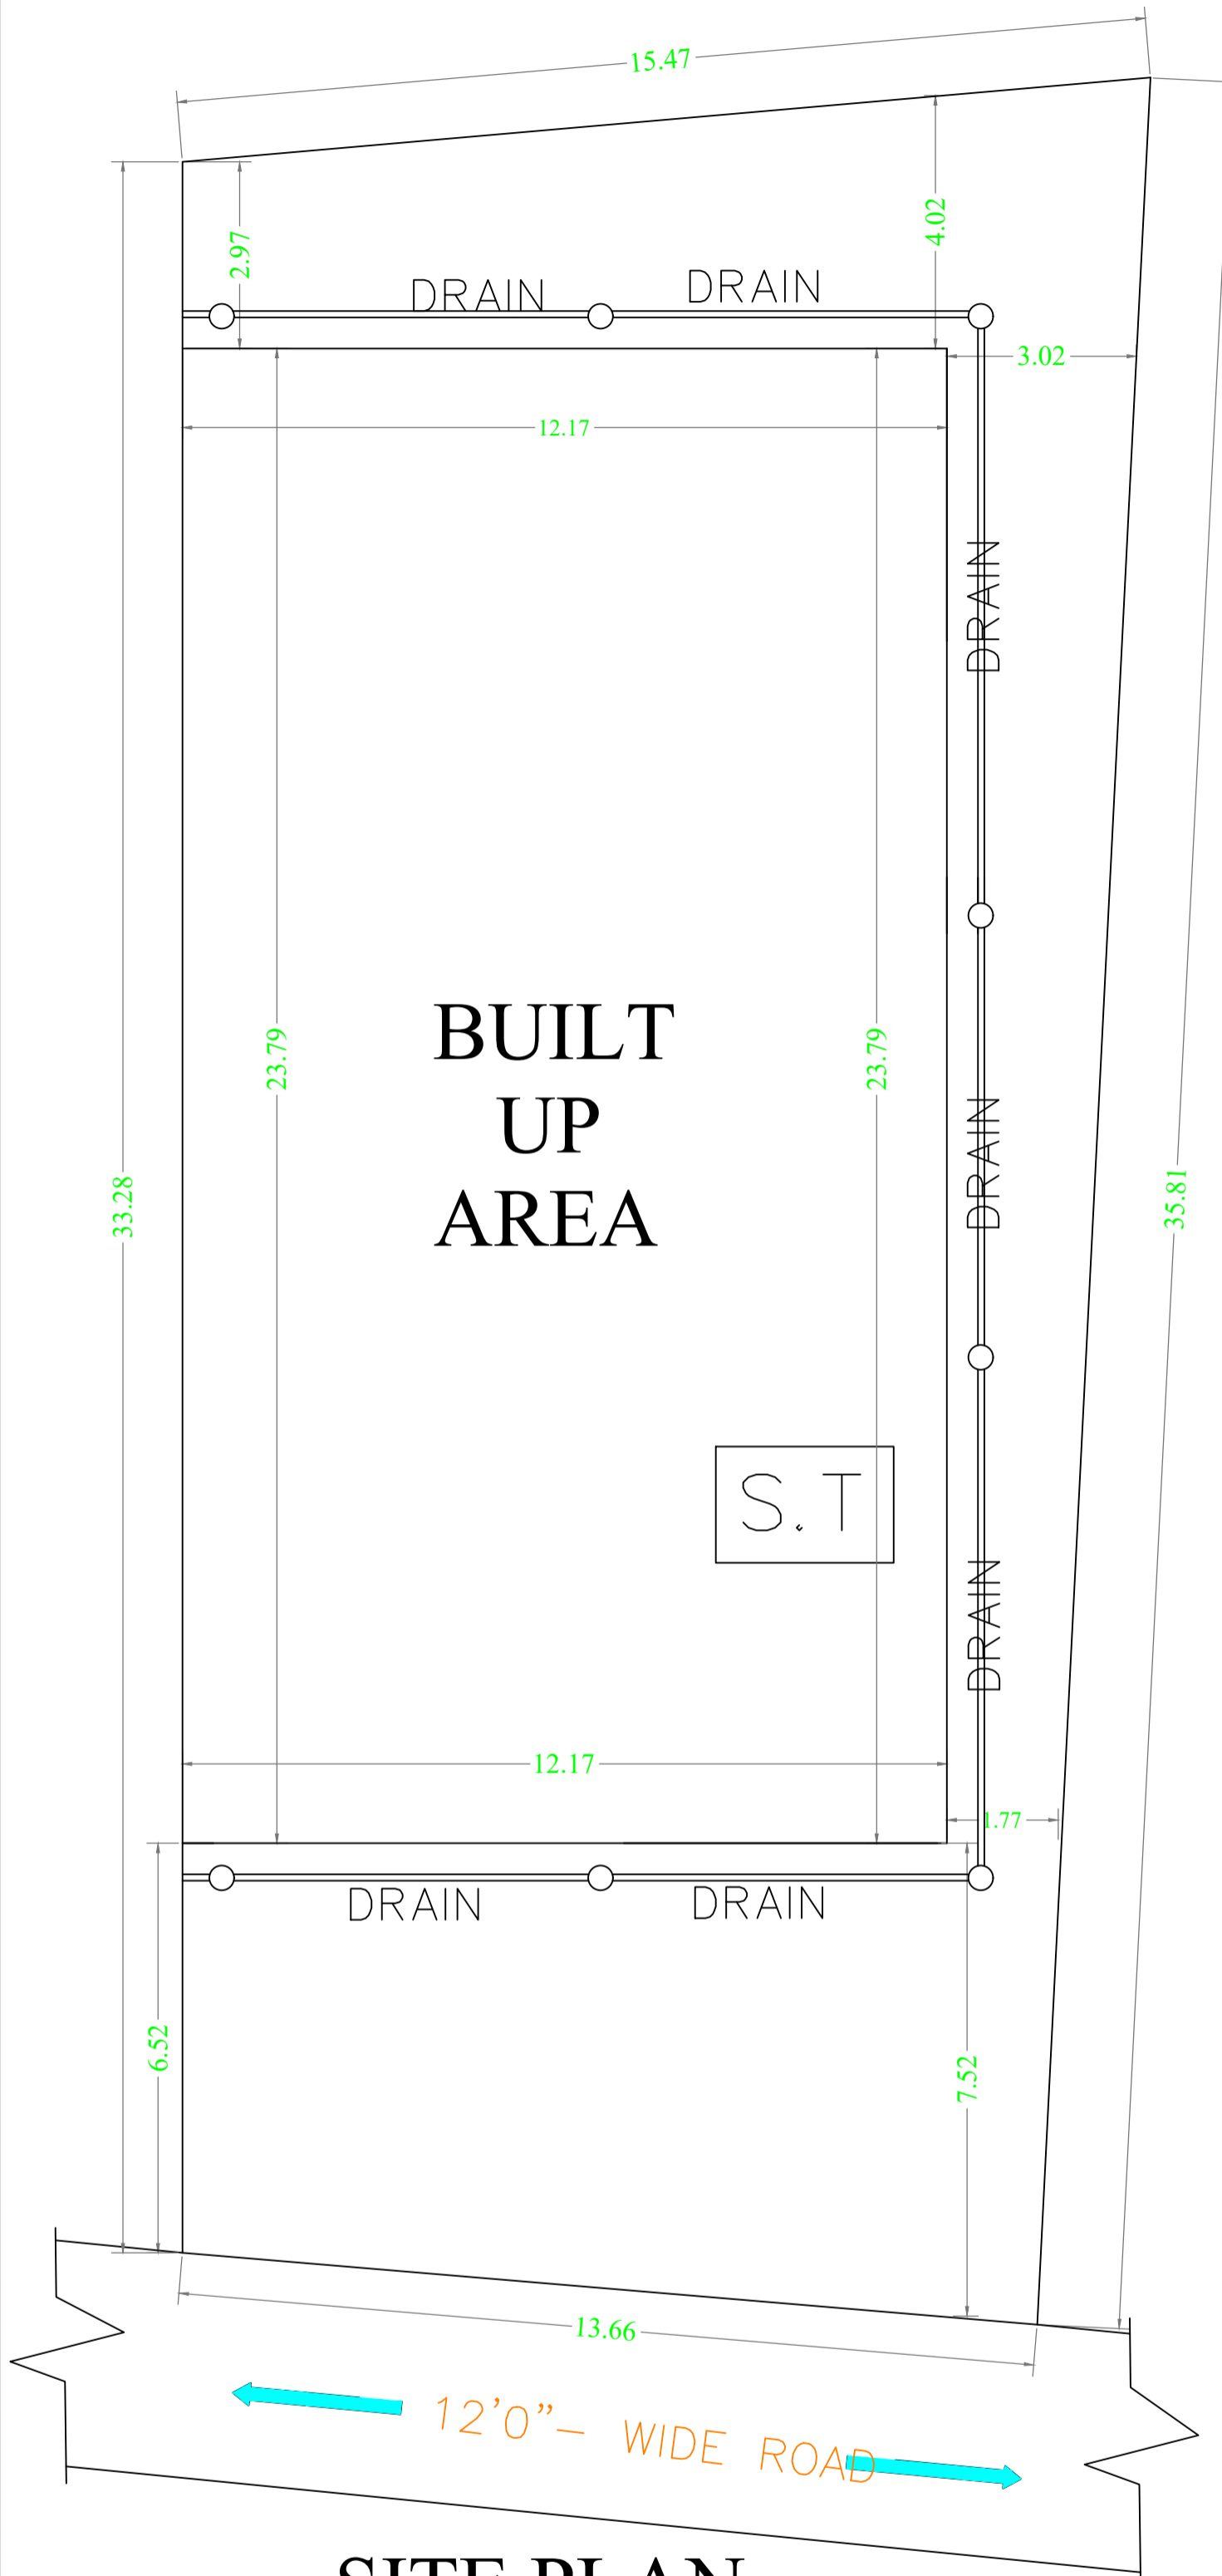 15.47
4.02
2.97
DRAIN
DRAIN
3.02
12.17
DRAIN
BUILT
UP
AREA
23.79
23.79
DRAIN
33.28
35.81
S.T
DRAIN
12.17
1.77
DRAIN
DRAIN
6.52
7.52
13.66
12'0"- WIDE ROAD
SITE PLAN